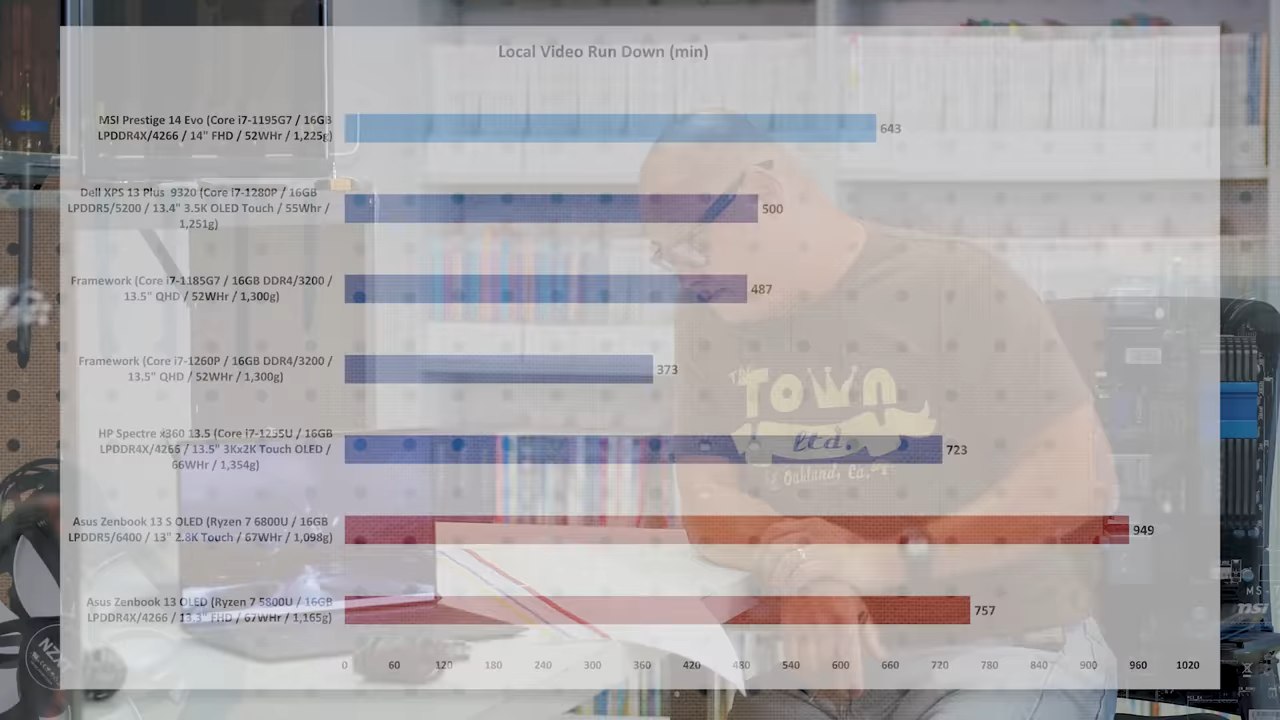 Local Video Run Down (min)
MSI Prestige 14 Evo (Core i7-1195G7 / 16GB
LPDDR4X/4266 / 14" FHD / 52WHr / 1,225g)
643
Dell XPS 13 Plus 9320 (Core i7-1280P / 16GB
LPDDR5/5200 / 13.4" 3.5K OLED Touch / 55Whr /
1,251g)
500
Framework (Core i7-1185G7 / 16GB DDR4/3200 /
13.5" QHD / 52WHr / 1,300g)
487
Framework (Core i7-1260P / 16GB DDR4/3200 /
13.5" QHD / 52WHr / 1,300g)
373
HP Spectre x360 13.5 (Core i7-1255U / 16GB
LPDDR4X/4266 / 13.5" 3Kx2K Touch OLED /
66WHr / 1,354g)
723
Asus Zenbook 13 S OLED (Ryzen 7 6800U / 16GB
LPDDR5/6400 / 13" 2.8K Touch / 67WHr / 1,098g)
949
Asus Zenbook 13 OLED (Ryzen 7 5800U / 16GB
LPDDR4X/4266 / 13.3" FHD / 67WHr / 1,165g)
757
0 60 120 180 240 300 360 420 480 540 600 660 720 780 840 900 960 1020
The
Town
ltd.
Oakland, Ca.
NZXT
msi